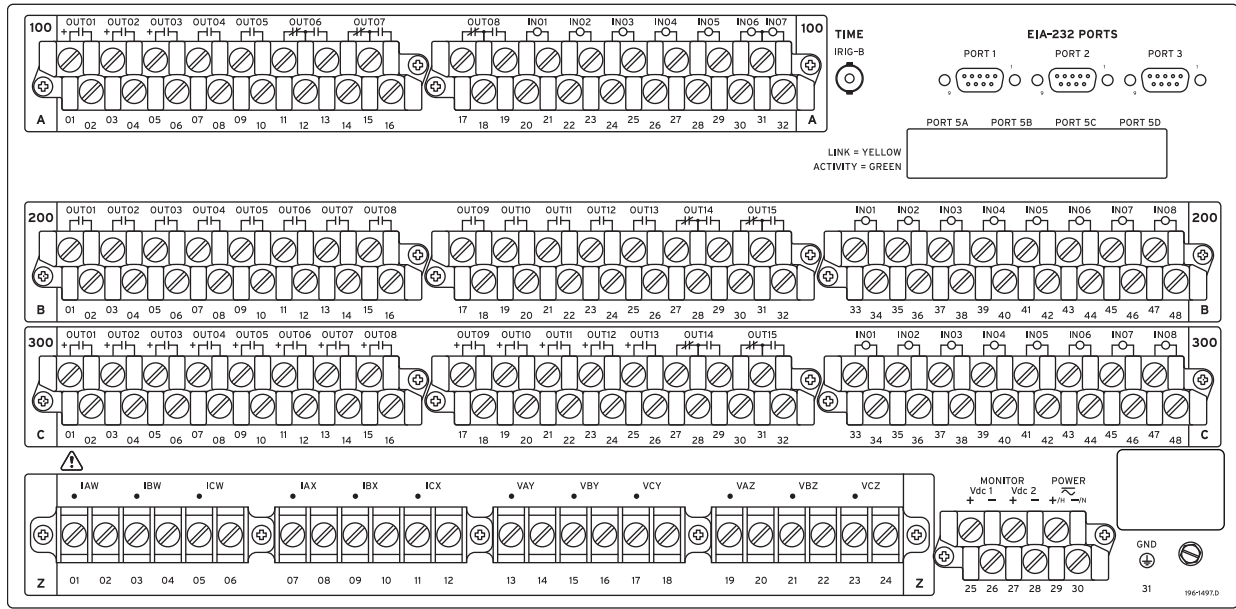 100 OUT01 OUT02 OUT03 OUT04 OUT05 OUT06 OUT07 OUT08 IN01 IN02 IN03 IN04 IN05 IN06 IN07 100
+ + +
A 01 02 03 04 05 06 07 08 09 10 11 12 13 14 15 16 17 18 19 20 21 22 23 24 25 26 27 28 29 30 31 32 A
TIME
IRIG-B
EIA-232 PORTS
PORT 1 PORT 2 PORT 3
1 1 1
9 9 9
PORT 5A PORT 5B PORT 5C PORT 5D
LINK = YELLOW
ACTIVITY = GREEN
200 OUT01 OUT02 OUT03 OUT04 OUT05 OUT06 OUT07 OUT08 OUT09 OUT10 OUT11 OUT12 OUT13 OUT14 OUT15 IN01 IN02 IN03 IN04 IN05 IN06 IN07 IN08 200
B 01 02 03 04 05 06 07 08 09 10 11 12 13 14 15 16 17 18 19 20 21 22 23 24 25 26 27 28 29 30 31 32 33 34 35 36 37 38 39 40 41 42 43 44 45 46 47 48 B
300 OUT01 OUT02 OUT03 OUT04 OUT05 OUT06 OUT07 OUT08 OUT09 OUT10 OUT11 OUT12 OUT13 OUT14 OUT15 IN01 IN02 IN03 IN04 IN05 IN06 IN07 IN08 300
+ + + + + + + + + + + + +
C 01 02 03 04 05 06 07 08 09 10 11 12 13 14 15 16 17 18 19 20 21 22 23 24 25 26 27 28 29 30 31 32 33 34 35 36 37 38 39 40 41 42 43 44 45 46 47 48 C
!
IAW IBW ICW IAX IBX ICX VAY VBY VCY VAZ VBZ VCZ
Z 01 02 03 04 05 06 07 08 09 10 11 12 13 14 15 16 17 18 19 20 21 22 23 24 Z
MONITOR POWER
Vdc 1 Vdc 2
+ − + − +/H −/N
25 26 27 28 29 30
GND
31
196-1497.D